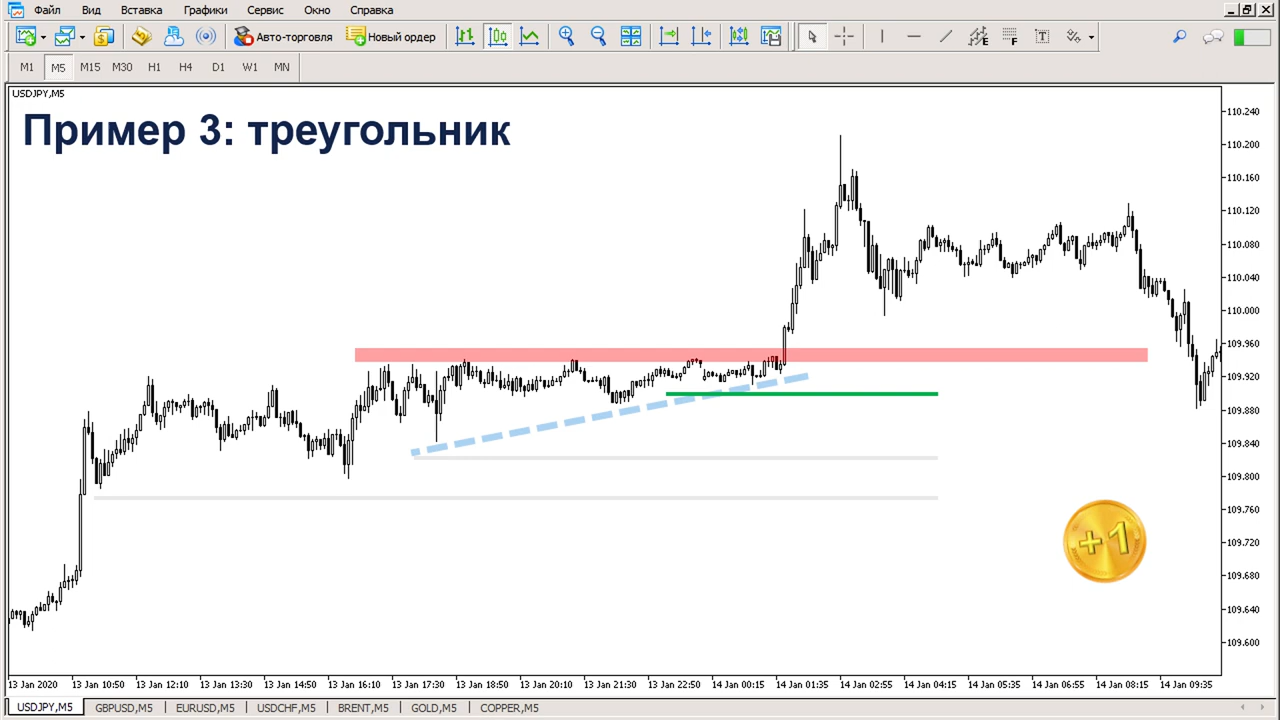 Файл Вид Вставка Графики Сервис Окно Справка
Авто-торговля Новый ордер
M1 M5 M15 M30 H1 H4 D1 W1 MN
USDJPY,M5
Пример 3: треугольник
110.240
110.200
110.160
110.120
110.080
110.040
110.000
109.960
109.920
109.880
109.840
109.800
109.760
109.720
109.680
109.640
109.600
+1
13 Jan 2020 13 Jan 10:50 13 Jan 12:10 13 Jan 13:30 13 Jan 14:50 13 Jan 16:10 13 Jan 17:30 13 Jan 18:50 13 Jan 20:10 13 Jan 21:30 13 Jan 22:50 14 Jan 00:15 14 Jan 01:35 14 Jan 02:55 14 Jan 04:15 14 Jan 05:35 14 Jan 06:55 14 Jan 08:15 14 Jan 09:35
USDJPY,M5 GBPUSD,M5 EURUSD,M5 USDCHF,M5 BRENT,M5 GOLD,M5 COPPER,M5